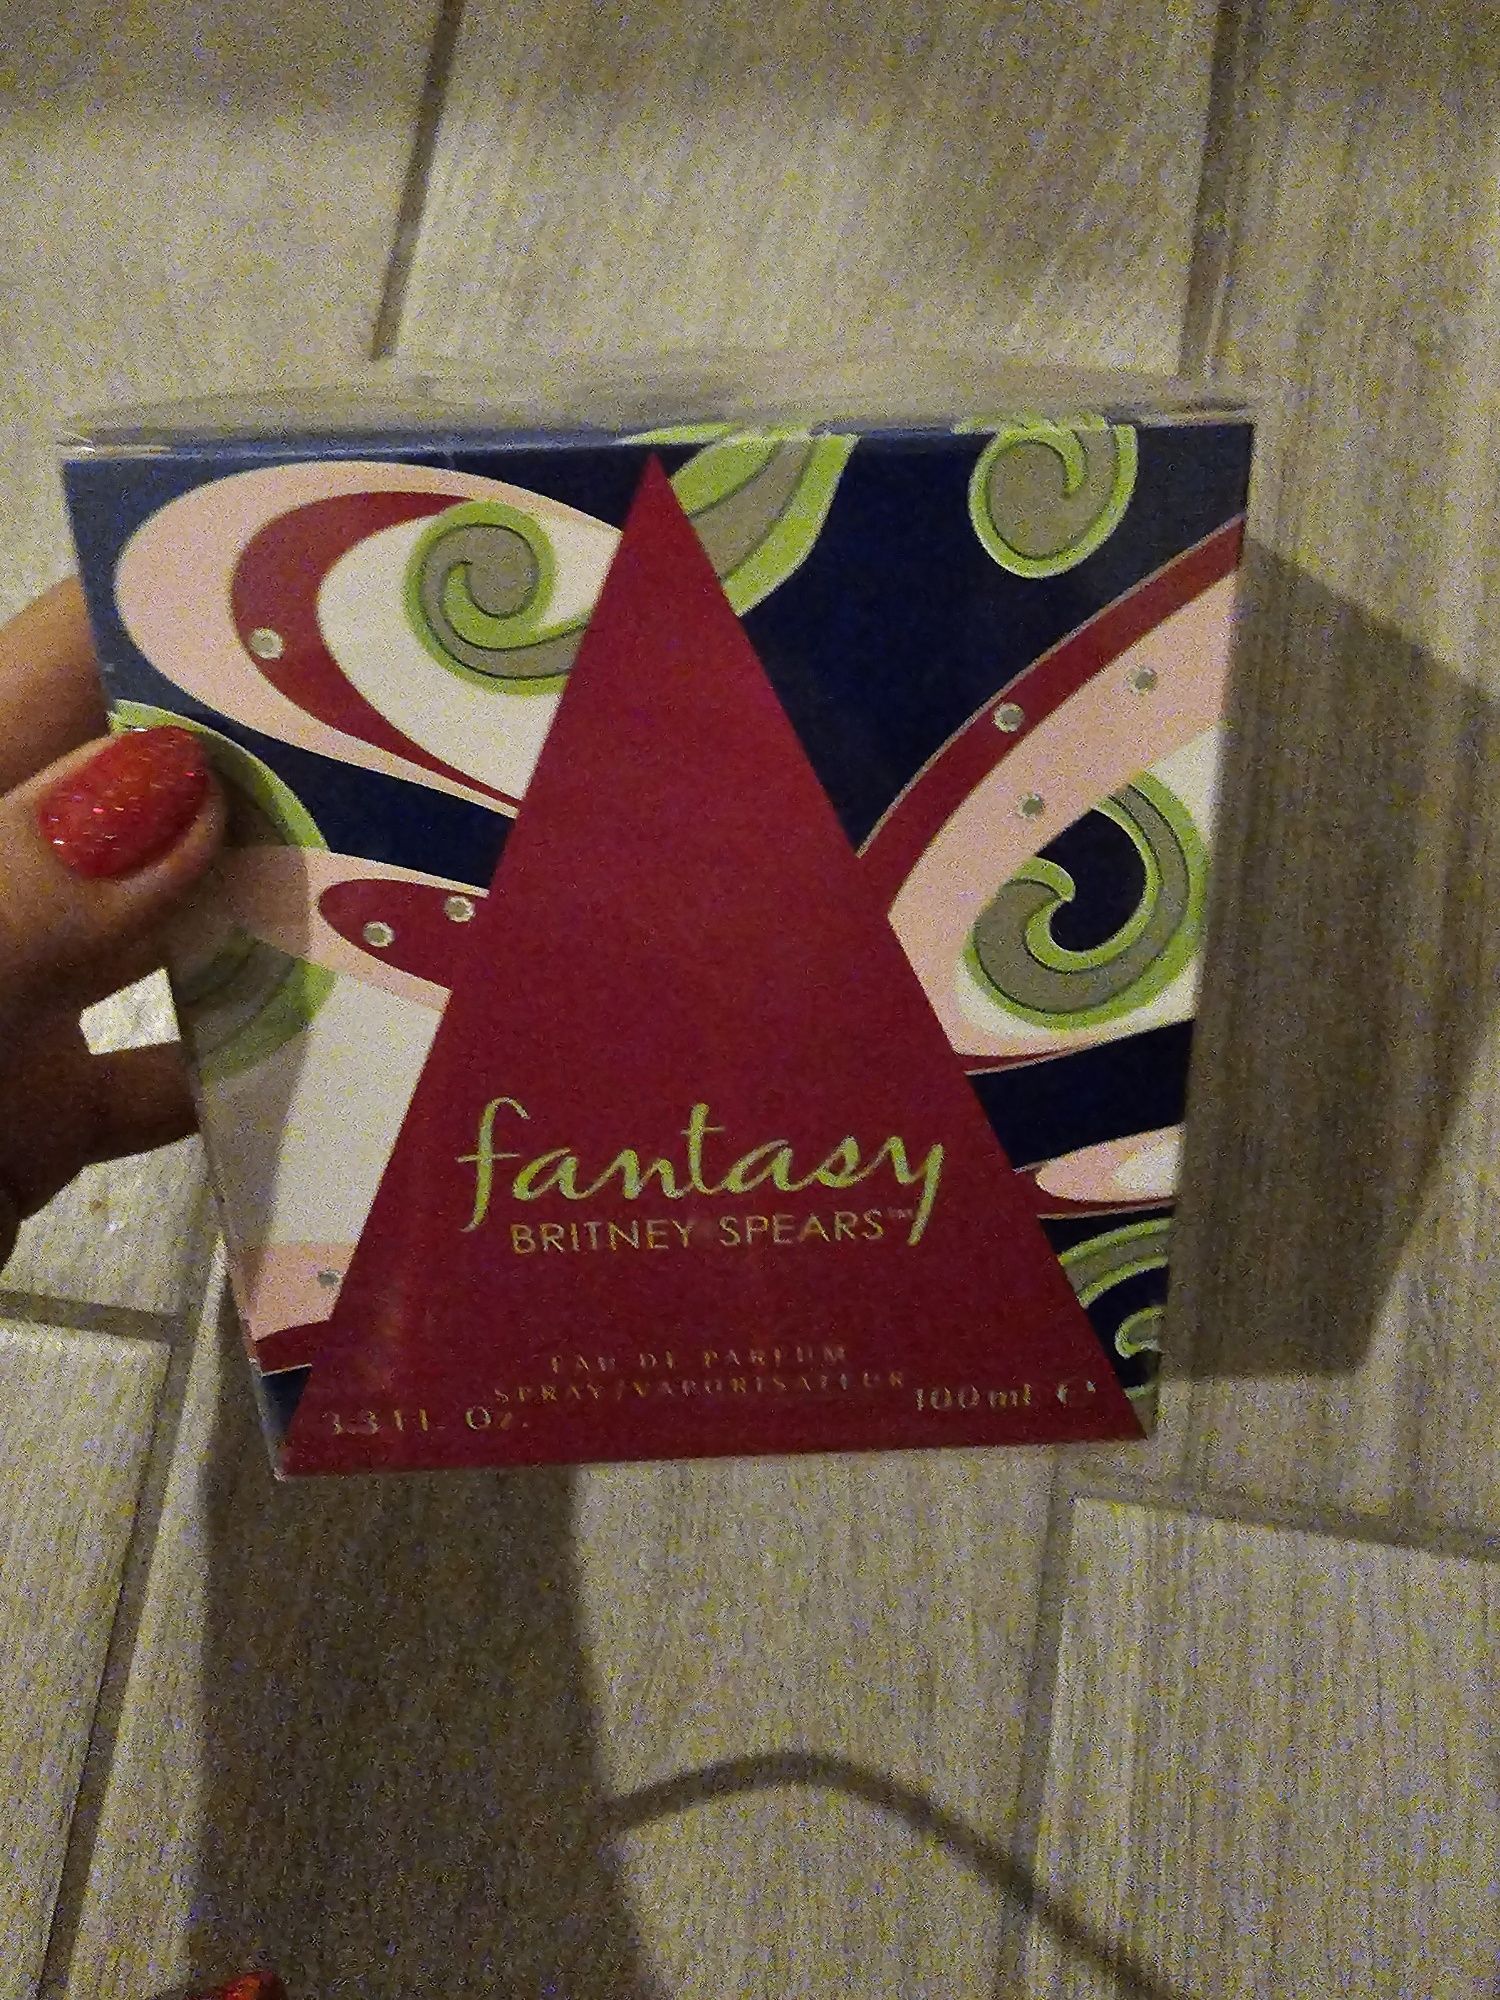 fantasy
BRITNEY SPEARS™
EAU DE PARFUM
SPRAY/VAPORISATEUR
3.3 FL. Oz.
100 ml ℮